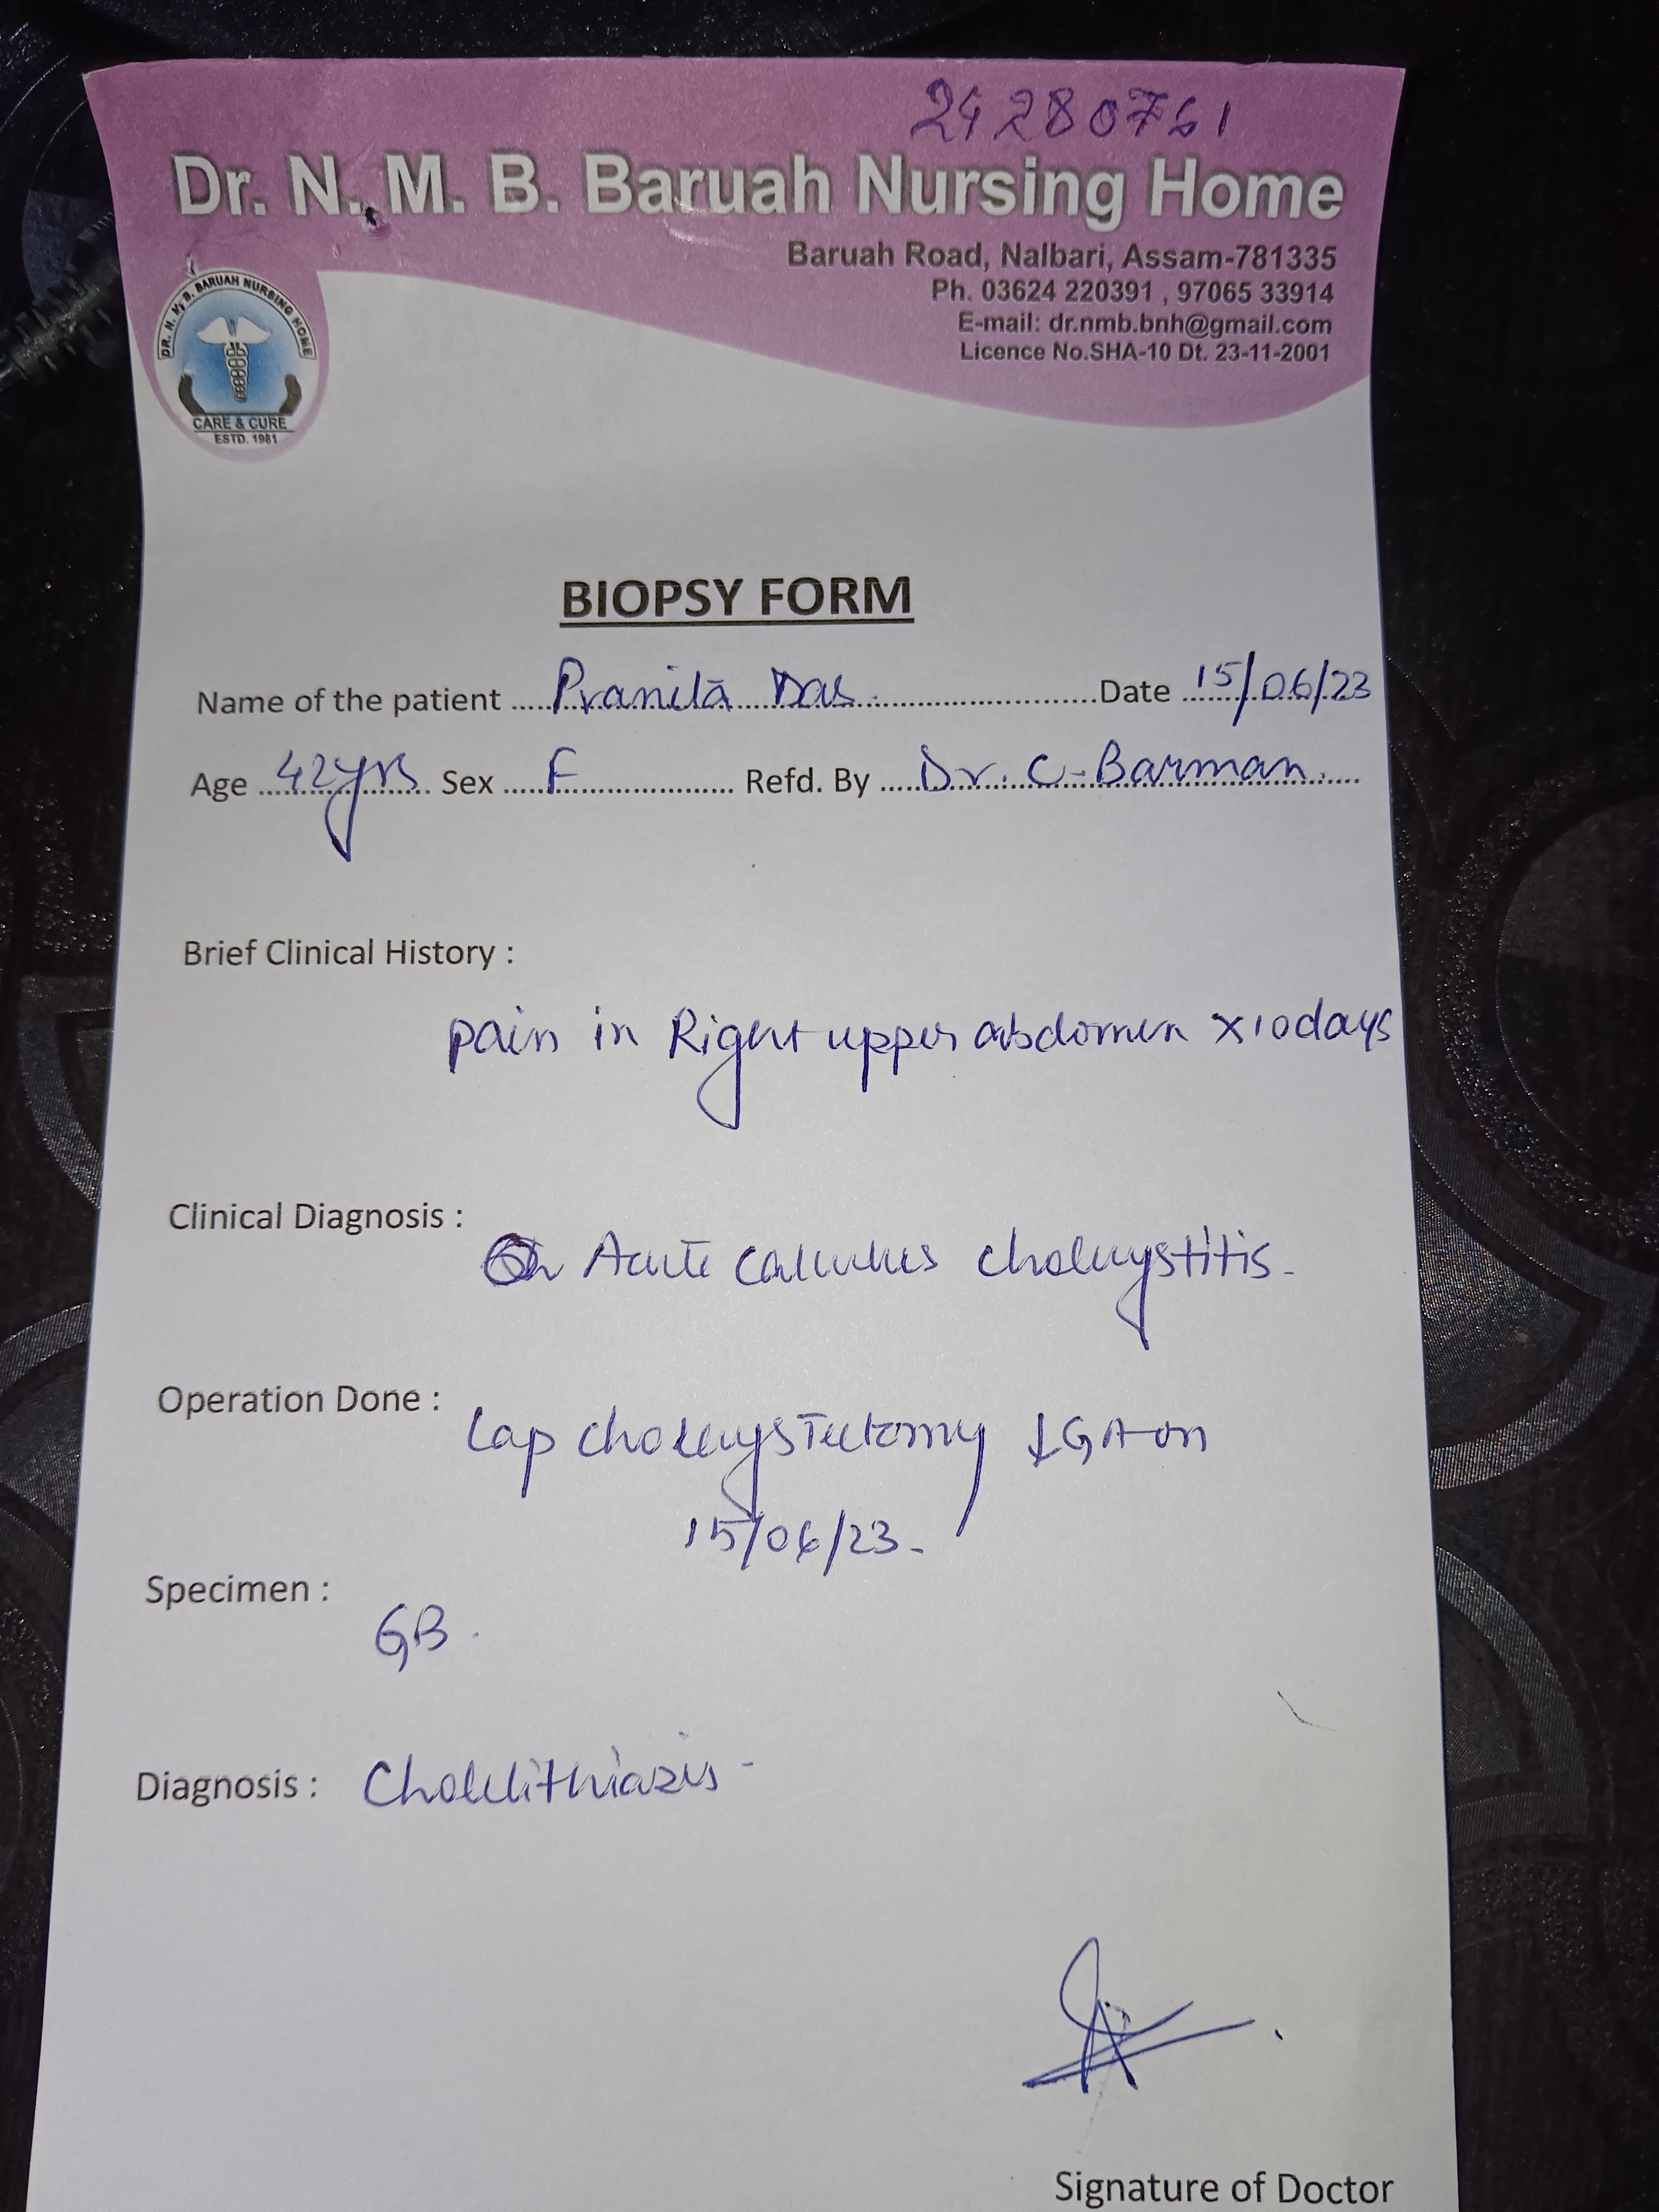 24280761
Dr. N. M. B. Baruah Nursing Home
Baruah Road, Nalbari, Assam-781335
Ph. 03624 220391 , 97065 33914
E-mail: dr.nmb.bnh@gmail.com
Licence No.SHA-10 Dt. 23-11-2001
DR. N. M. B. BARUAH NURSING HOME
CARE & CURE
ESTD. 1981
BIOPSY FORM
Name of the patient Pranita Das Date 15/06/23
Age 42yrs Sex F Refd. By Dr. C. Barman
Brief Clinical History :
pain in Right upper abdomen x10days
Clinical Diagnosis :
Acute calculus cholecystitis.
Operation Done :
Lap cholecystectomy ↓GA on
15/06/23.
Specimen :
GB.
Diagnosis : Cholelithiasis
Signature of Doctor